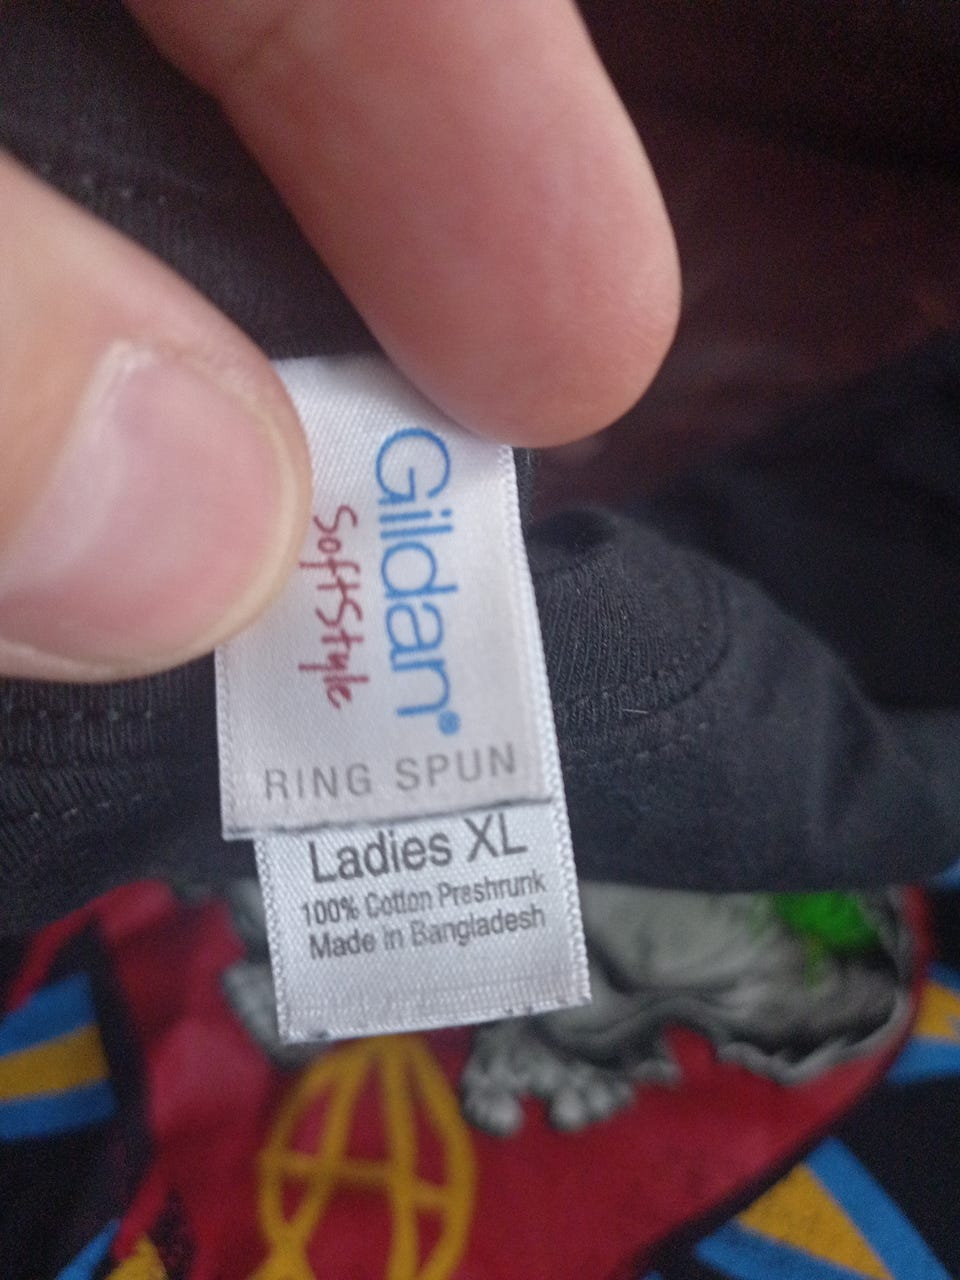 Gildan®
SoftStyle
RING SPUN
Ladies XL
100% Cotton Preshrunk
Made in Bangladesh